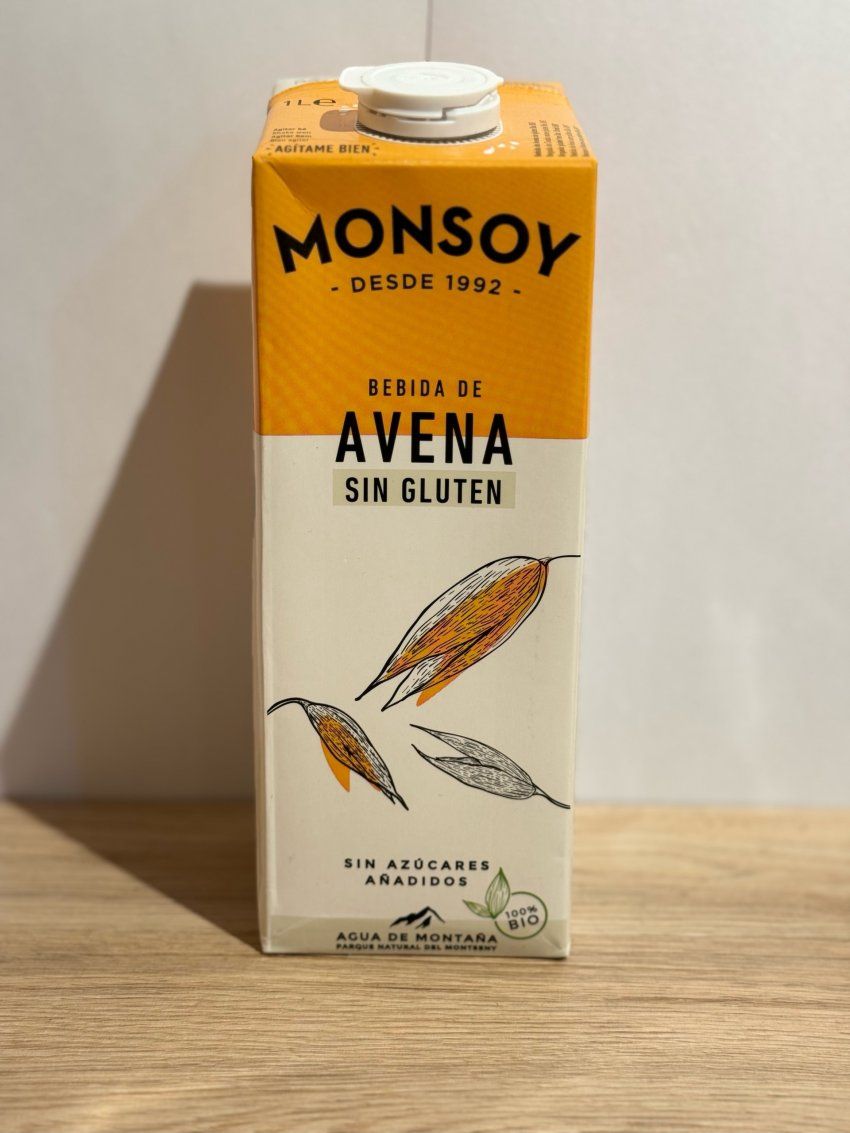 1 L e
AGÍTAME BIEN
MONSOY
- DESDE 1992 -
BEBIDA DE
AVENA
SIN GLUTEN
SIN AZÚCARES
AÑADIDOS
100%
BIO
AGUA DE MONTAÑA
PARQUE NATURAL DEL MONTSENY